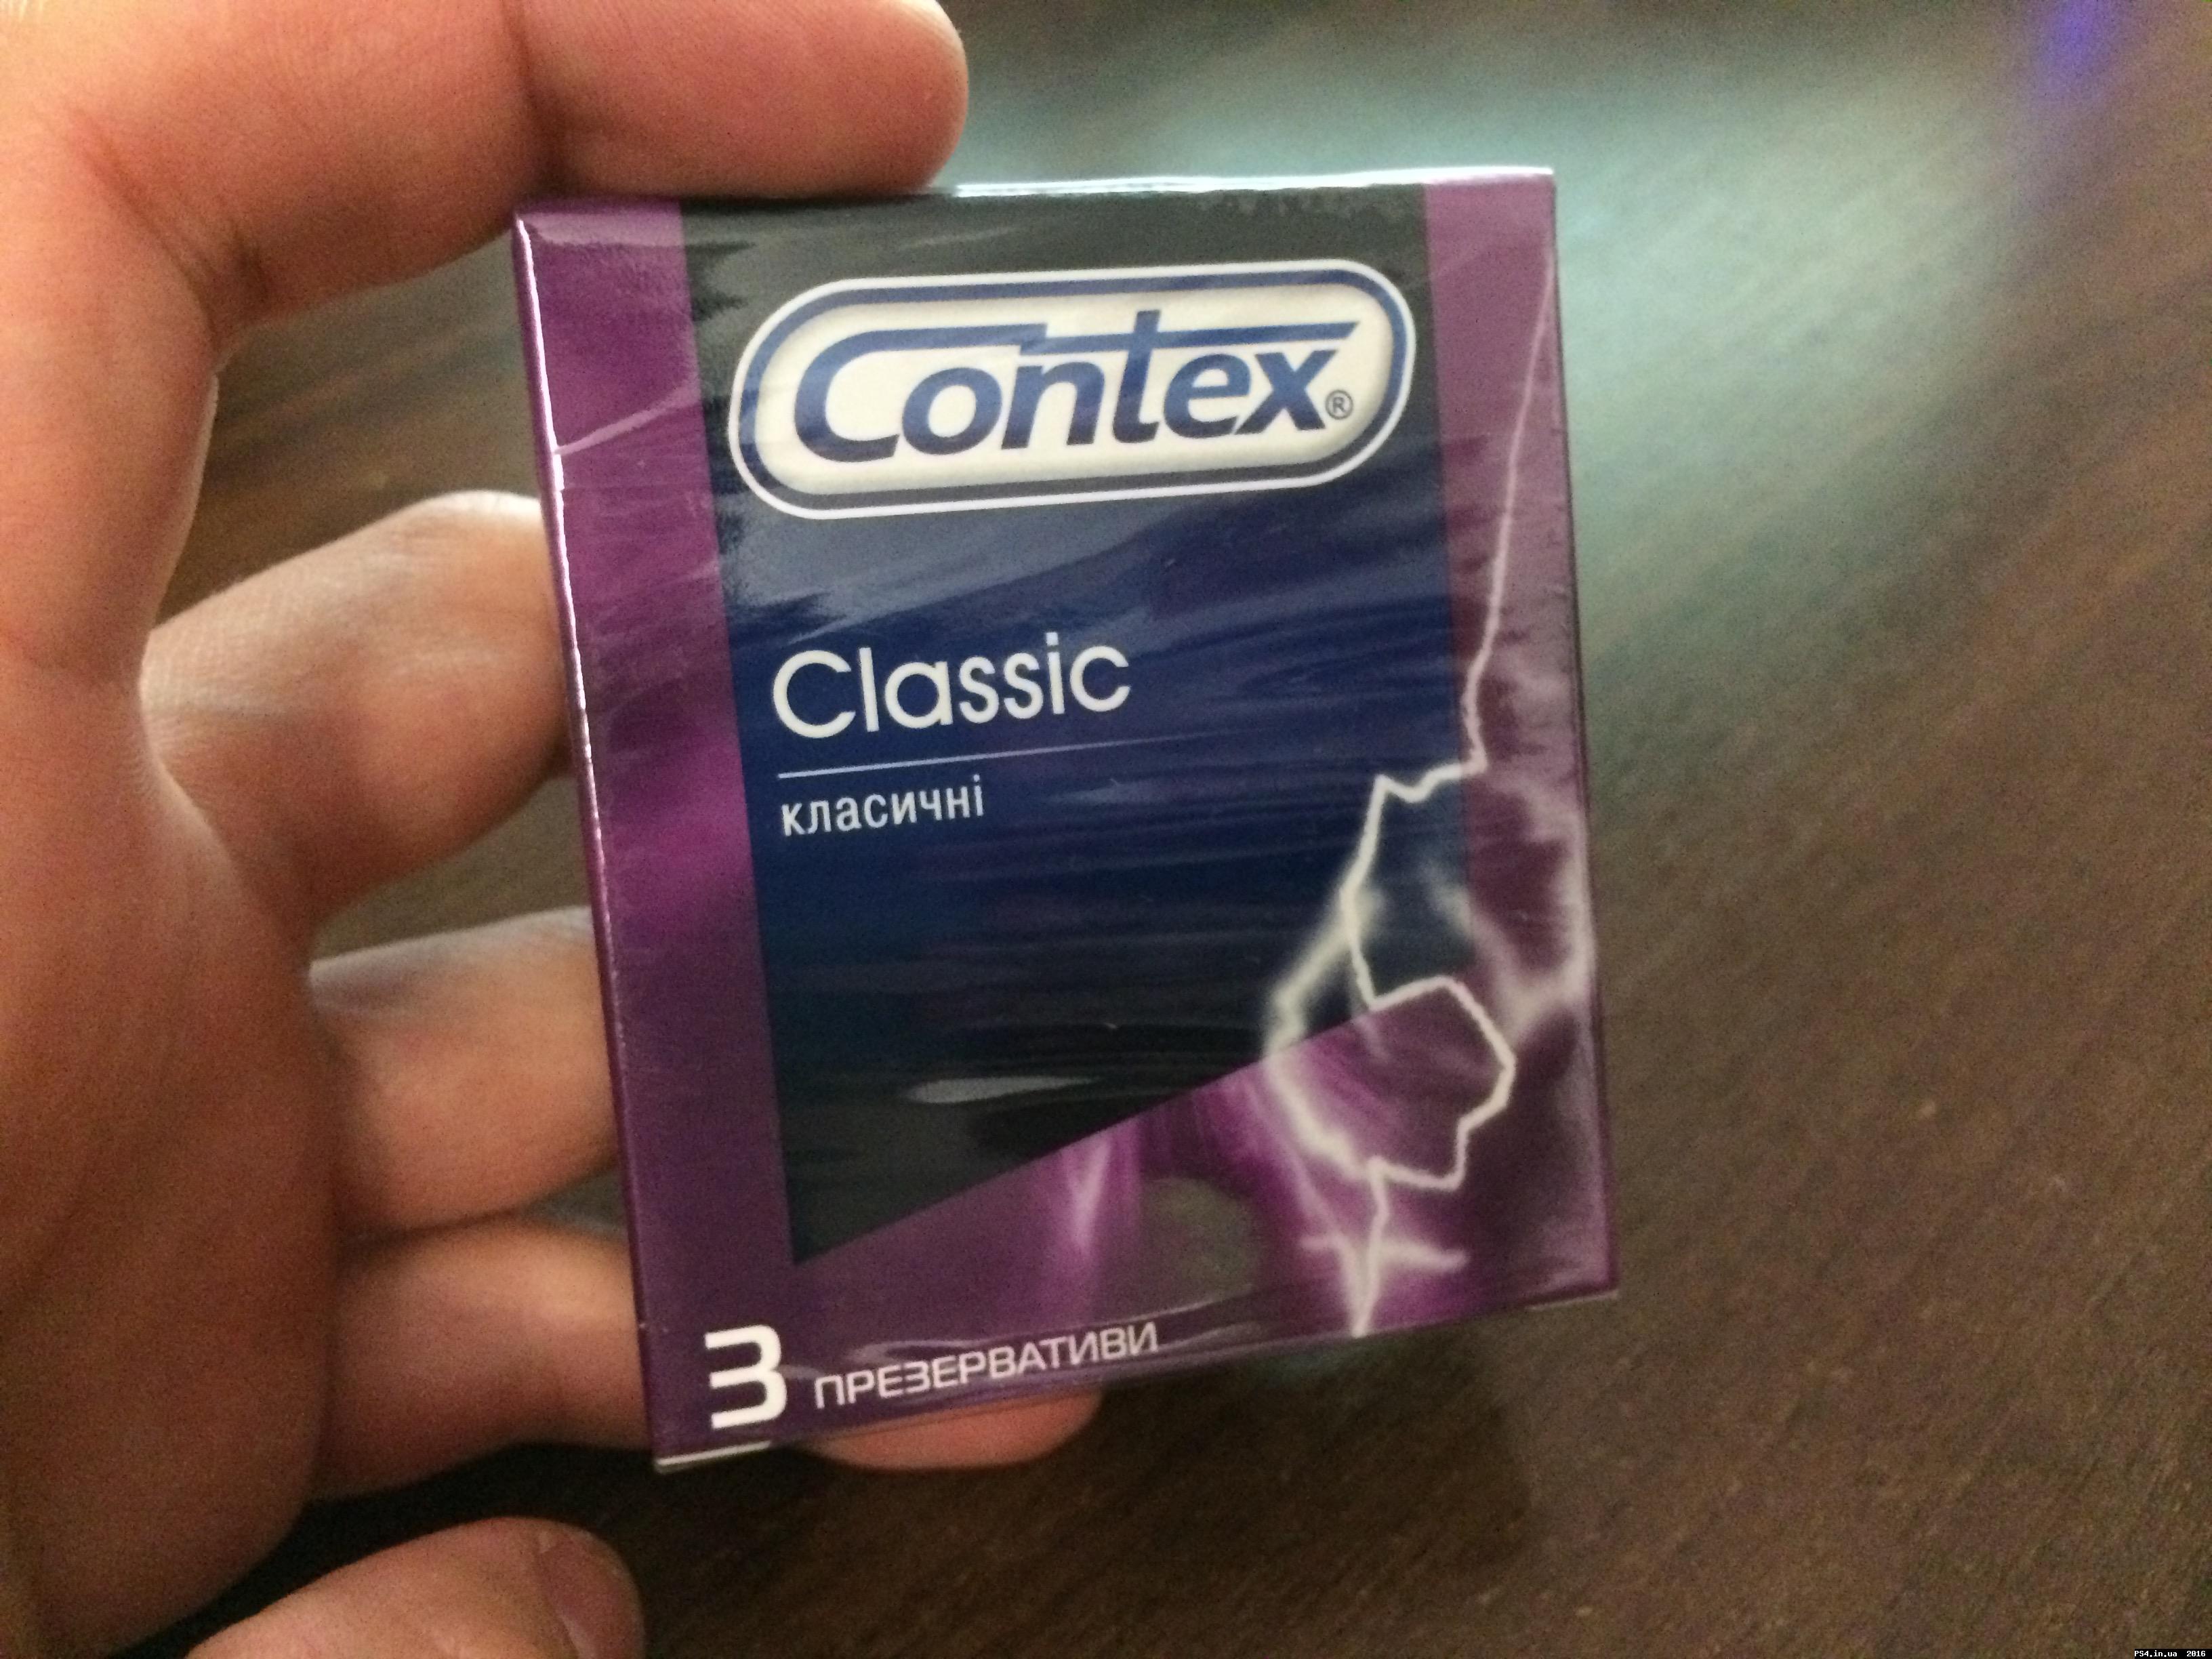 Contex®
Classic
класичні
3 ПРЕЗЕРВАТИВИ
PS4.in.ua 2016